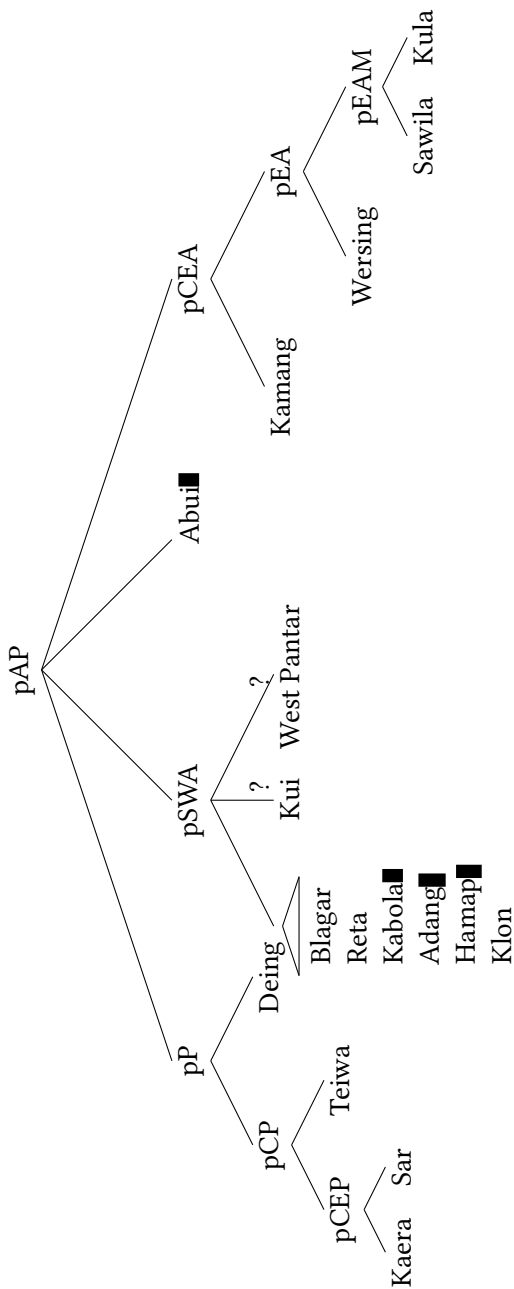 pAP
pP
pSWA
Abui
pCEA
pCP
Deing
Kui
?
West Pantar
?
Kamang
pEA
pCEP
Teiwa
Blagar
Reta
Kabola
Adang
Hamap
Klon
Wersing
pEAM
Kaera
Sar
Sawila
Kula